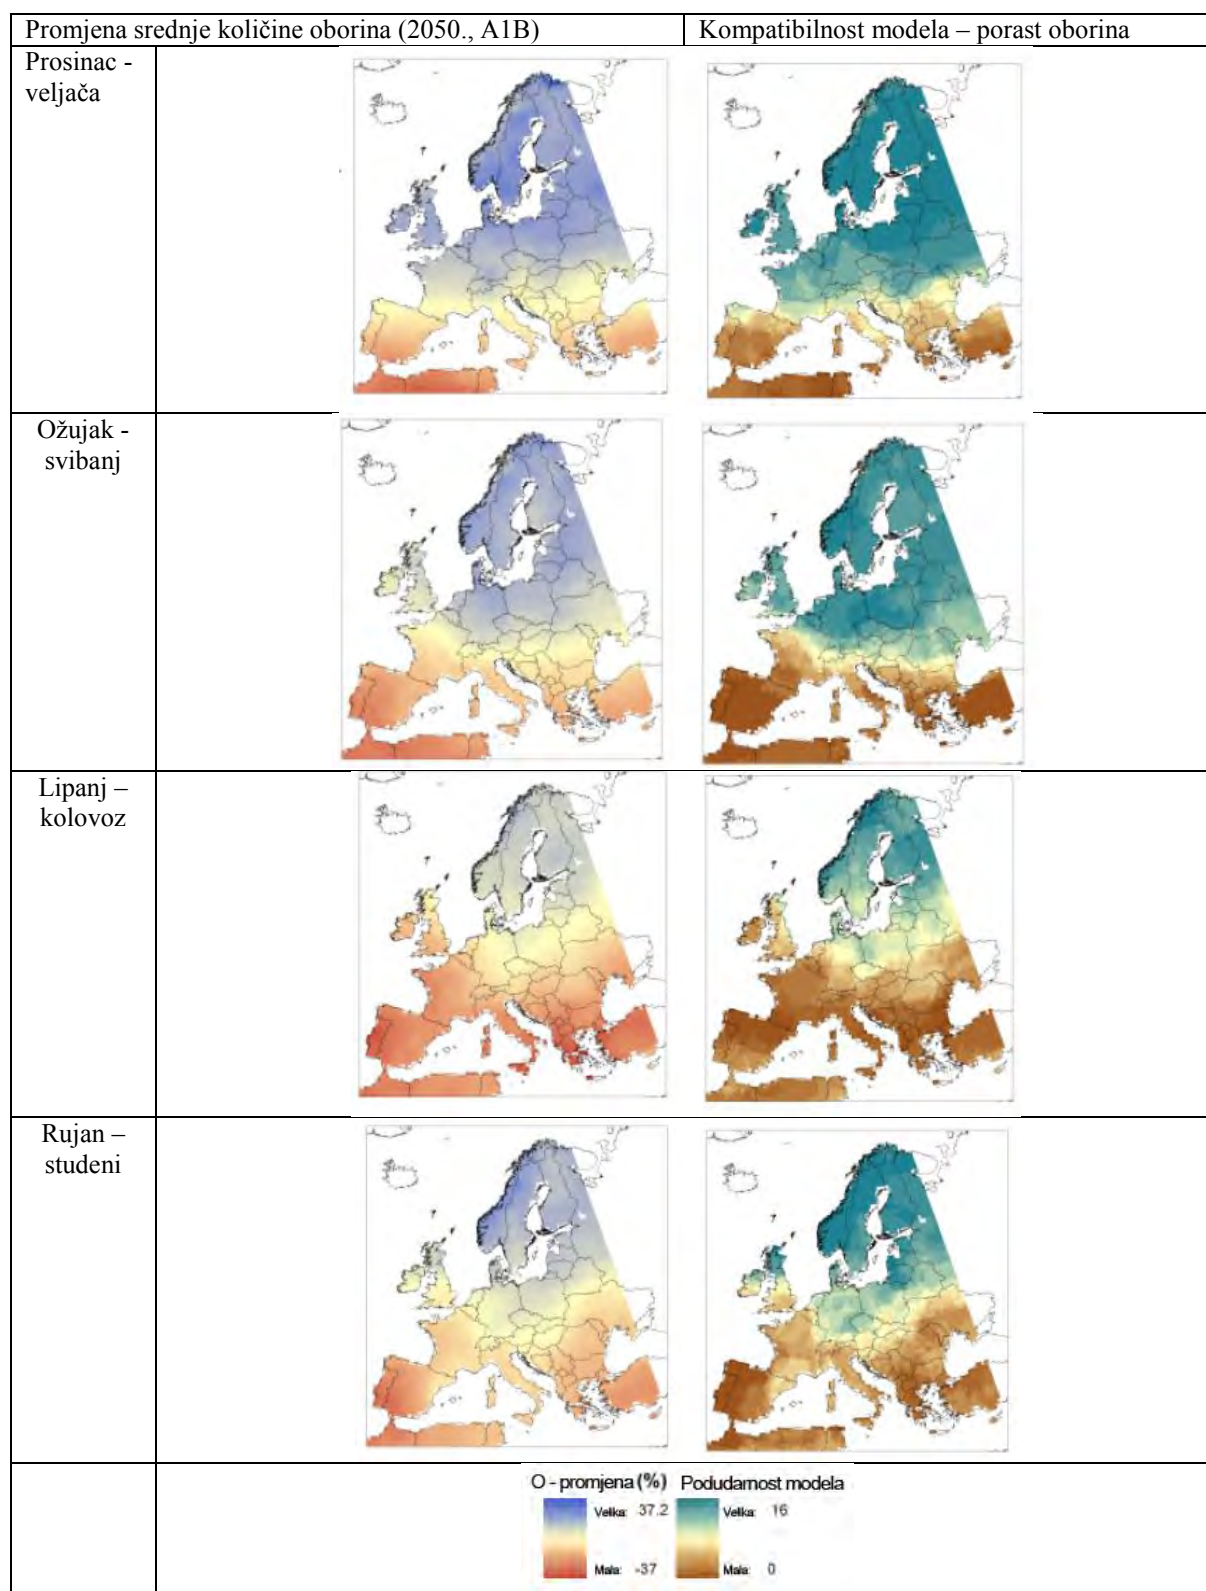 Promjena srednje količine oborina (2050., A1B)
Kompatibilnost modela – porast oborina
Prosinac -
veljača
Ožujak -
svibanj
Lipanj –
kolovoz
Rujan –
studeni
O - promjena (%)
Podudarnost modela
Velika: 37.2
Velika: 16
Mala: -37
Mala: 0